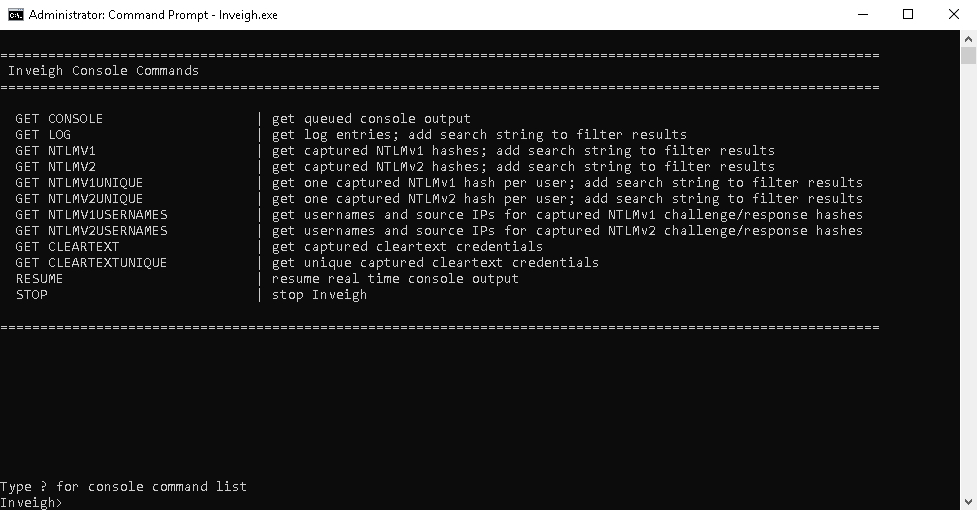 Administrator: Command Prompt - Inveigh.exe
================================================================================================================
Inveigh Console Commands
================================================================================================================
GET CONSOLE | get queued console output
GET LOG | get log entries; add search string to filter results
GET NTLMV1 | get captured NTLMv1 hashes; add search string to filter results
GET NTLMV2 | get captured NTLMv2 hashes; add search string to filter results
GET NTLMV1UNIQUE | get one captured NTLMv1 hash per user; add search string to filter results
GET NTLMV2UNIQUE | get one captured NTLMv2 hash per user; add search string to filter results
GET NTLMV1USERNAMES | get usernames and source IPs for captured NTLMv1 challenge/response hashes
GET NTLMV2USERNAMES | get usernames and source IPs for captured NTLMv2 challenge/response hashes
GET CLEARTEXT | get captured cleartext credentials
GET CLEARTEXTUNIQUE | get unique captured cleartext credentials
RESUME | resume real time console output
STOP | stop Inveigh
================================================================================================================
Type ? for console command list
Inveigh>